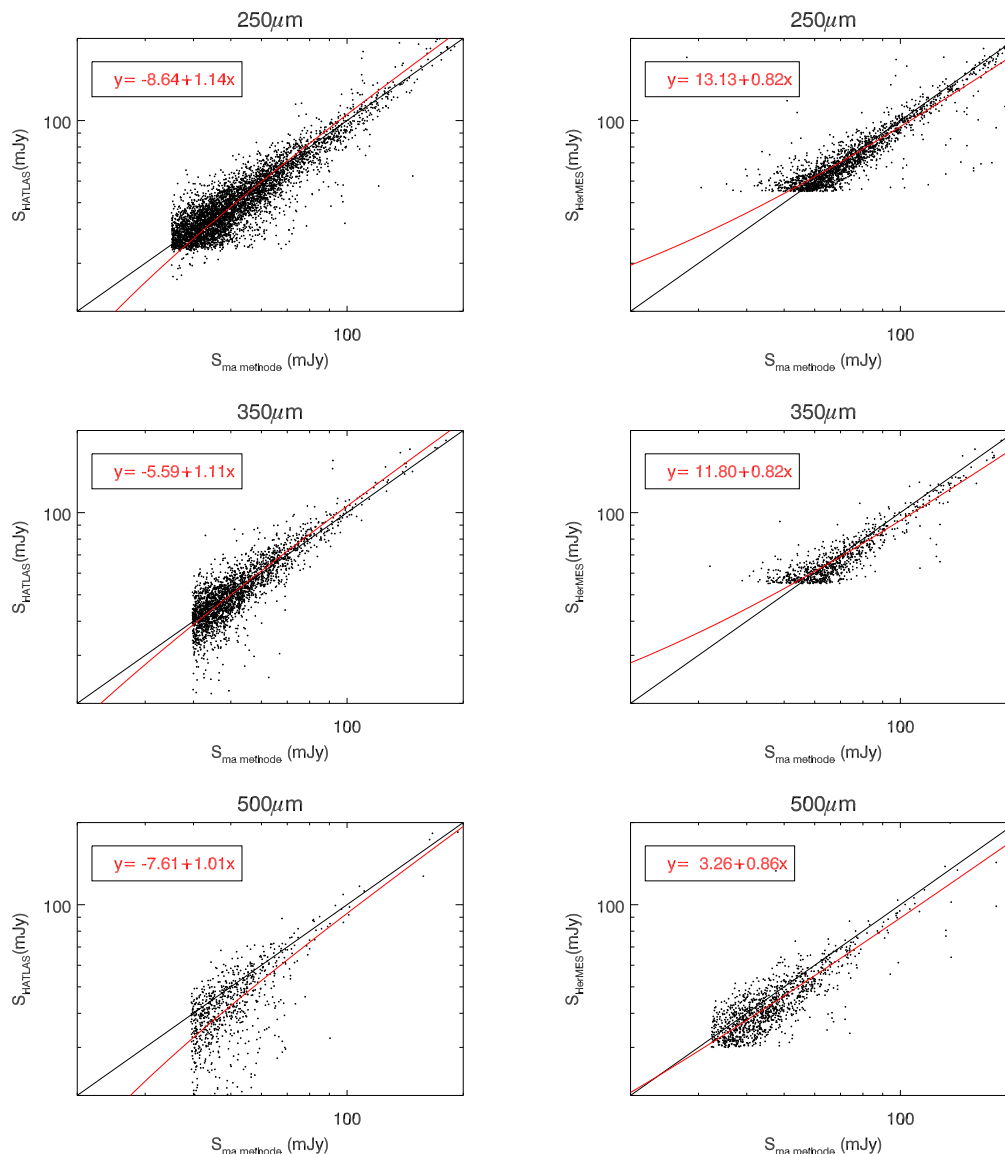 250μm
y= -8.64+1.14x
S_HATLAS (mJy)
100
100
S_ma methode (mJy)
250μm
y= 13.13+0.82x
S_HerMES (mJy)
100
100
S_ma methode (mJy)
350μm
y= -5.59+1.11x
S_HATLAS (mJy)
100
100
S_ma methode (mJy)
350μm
y= 11.80+0.82x
S_HerMES (mJy)
100
100
S_ma methode (mJy)
500μm
y= -7.61+1.01x
S_HATLAS (mJy)
100
100
S_ma methode (mJy)
500μm
y= 3.26+0.86x
S_HerMES (mJy)
100
100
S_ma methode (mJy)